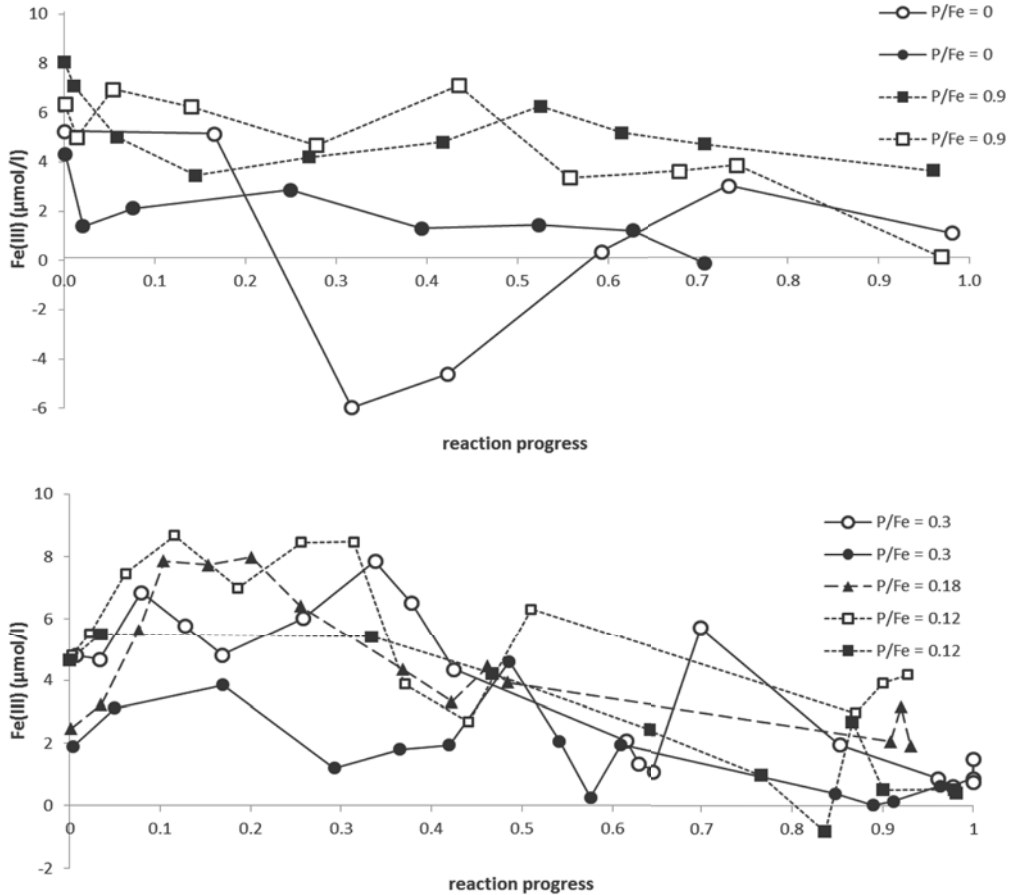 10
8
6
4
2
0
-2
-4
-6
Fe(III) (µmol/l)
0.0 0.1 0.2 0.3 0.4 0.5 0.6 0.7 0.8 0.9 1.0
reaction progress
P/Fe = 0
P/Fe = 0
P/Fe = 0.9
P/Fe = 0.9
10
8
6
4
2
0
-2
Fe(III) (µmol/l)
0 0.1 0.2 0.3 0.4 0.5 0.6 0.7 0.8 0.9 1
reaction progress
P/Fe = 0.3
P/Fe = 0.3
P/Fe = 0.18
P/Fe = 0.12
P/Fe = 0.12